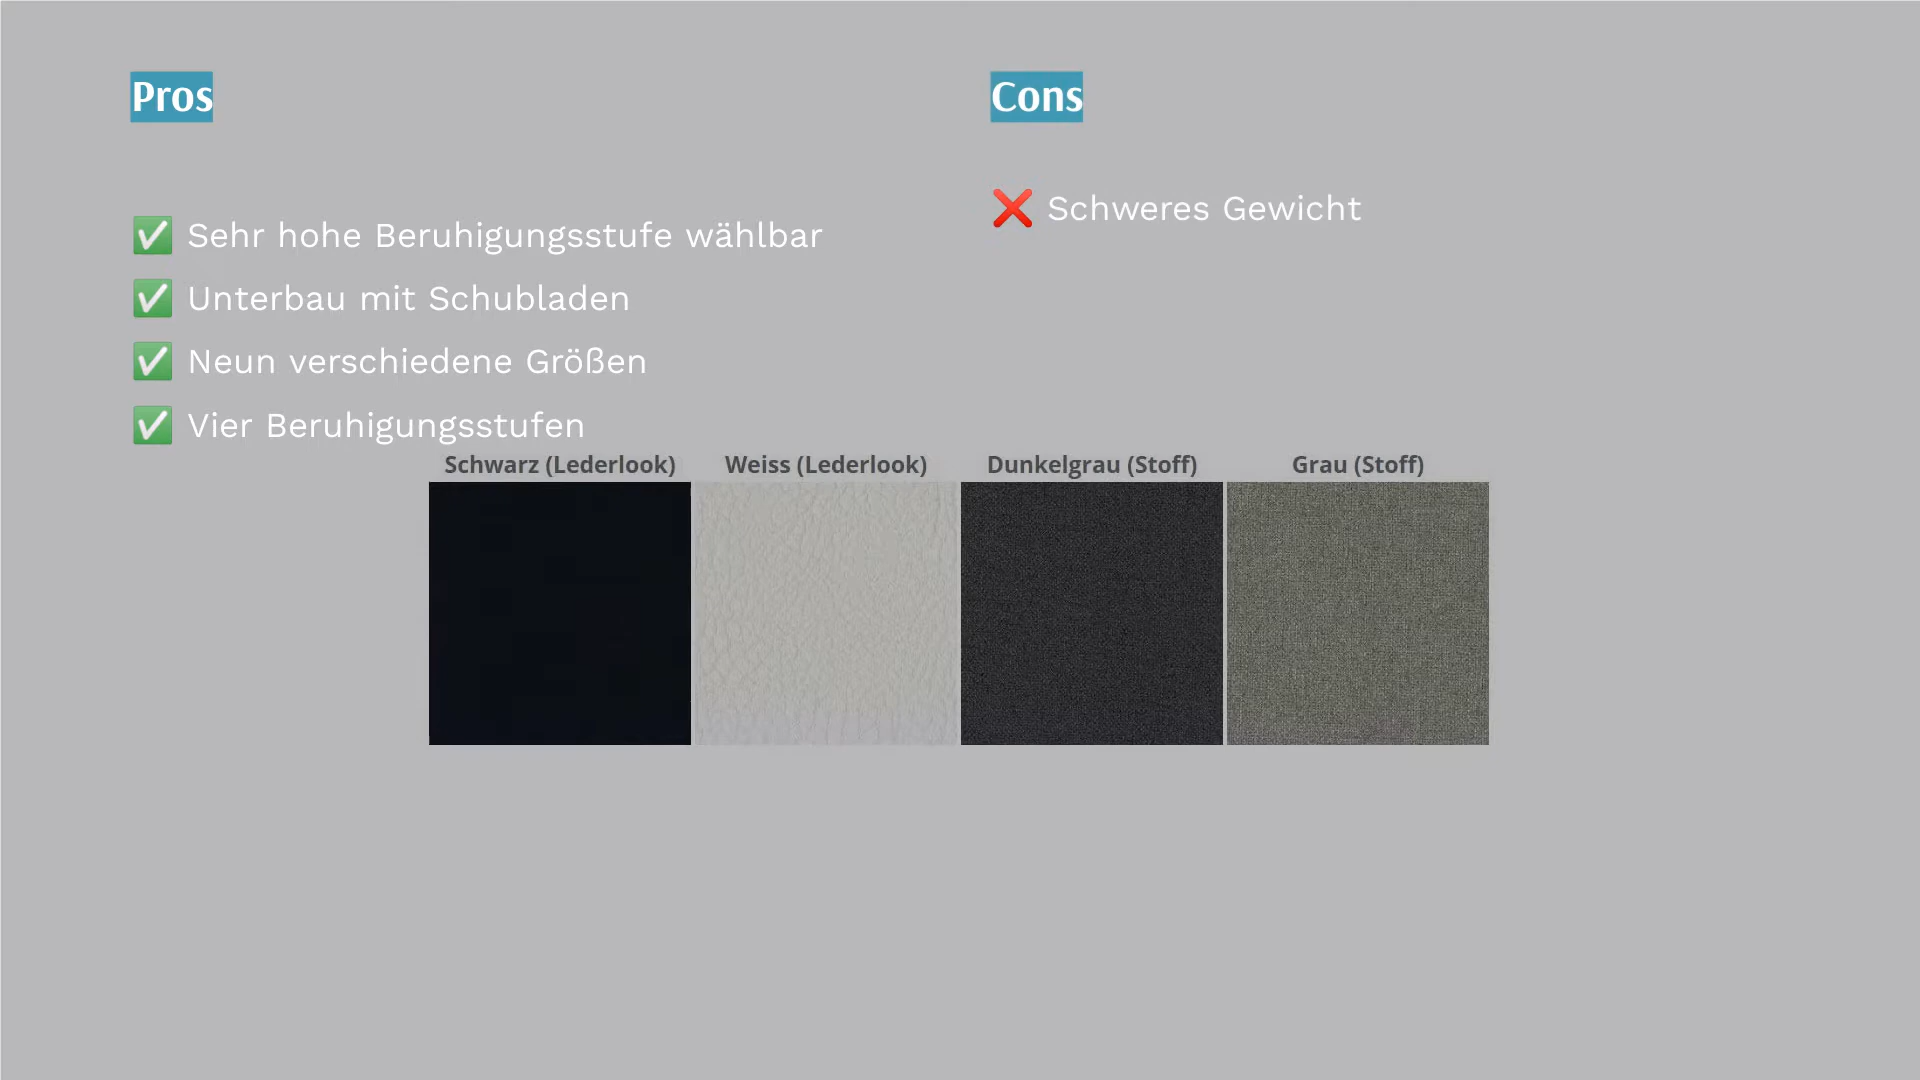 Pros
✅ Sehr hohe Beruhigungsstufe wählbar
✅ Unterbau mit Schubladen
✅ Neun verschiedene Größen
✅ Vier Beruhigungsstufen
Cons
❌ Schweres Gewicht
Schwarz (Lederlook)
Weiss (Lederlook)
Dunkelgrau (Stoff)
Grau (Stoff)